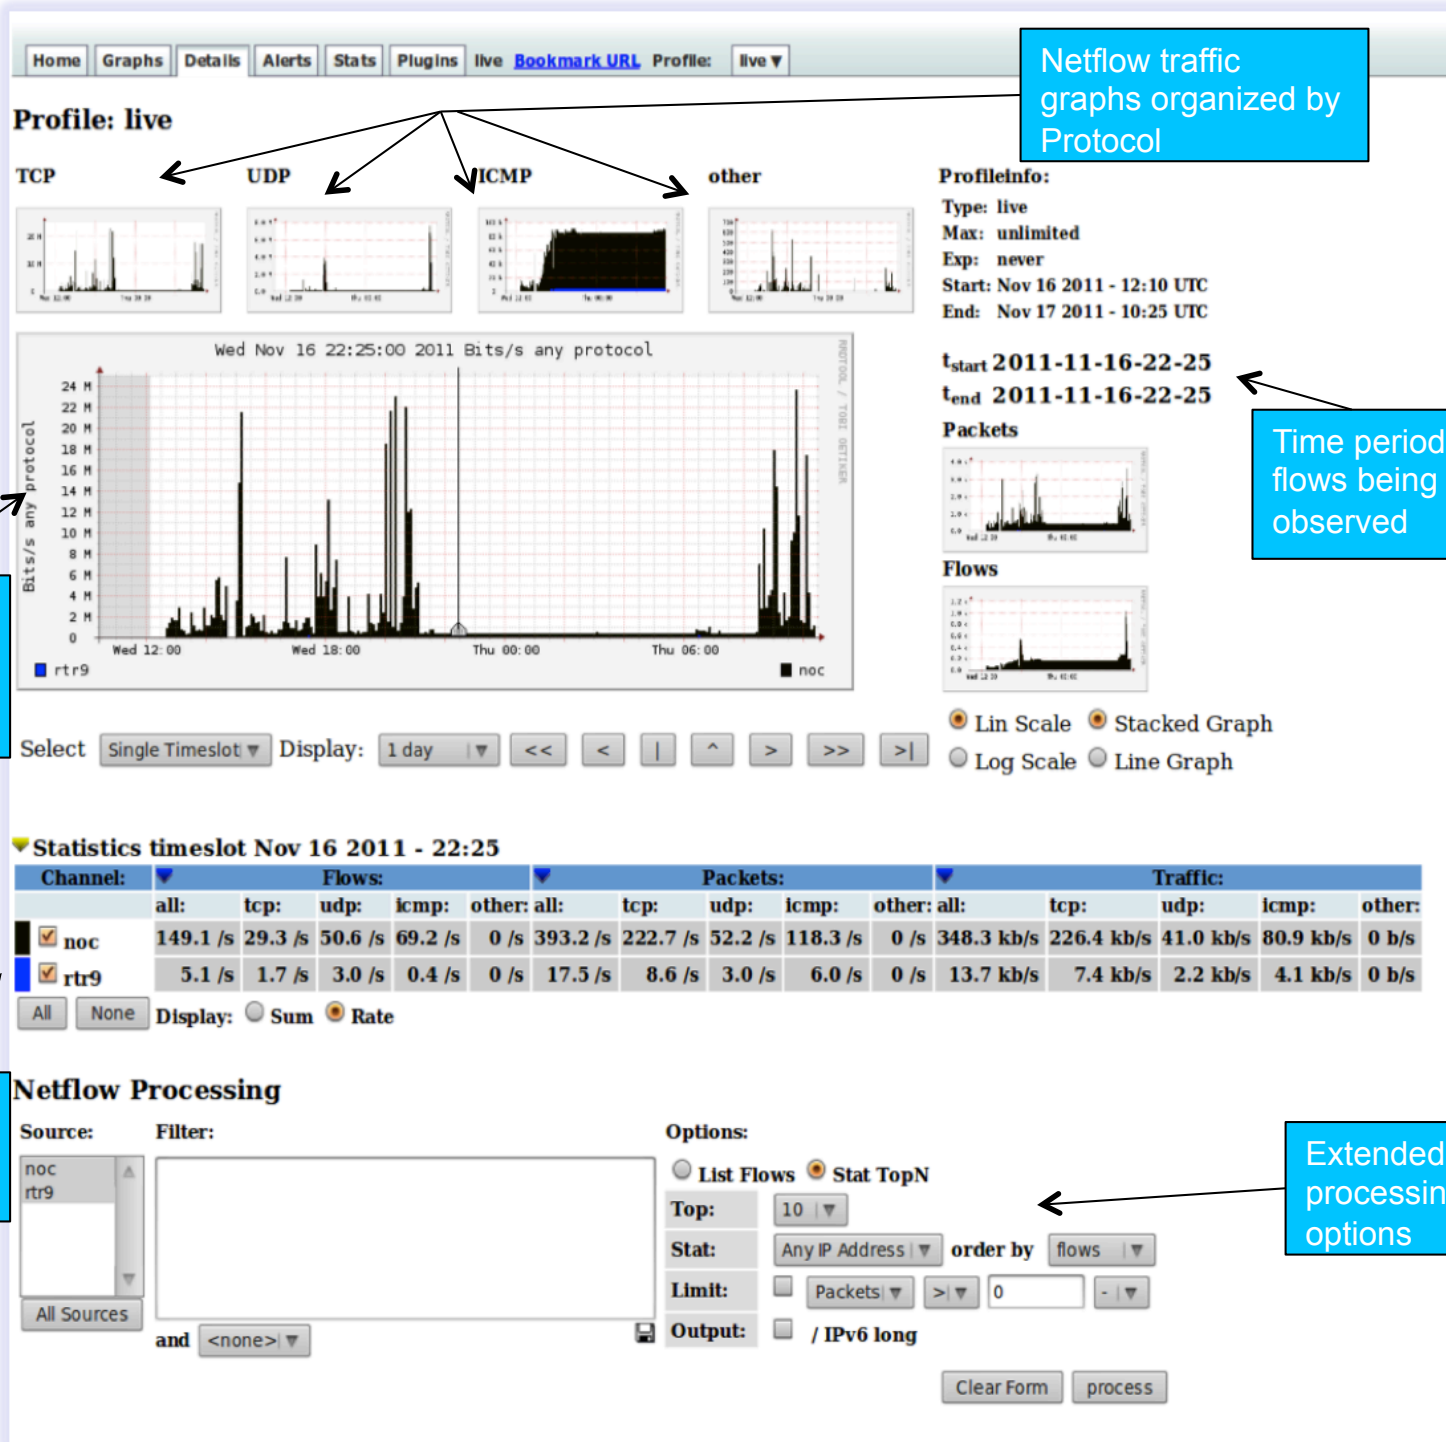 Home Graphs Details Alerts Stats Plugins live Bookmark URL Profile: live
Netflow traffic
graphs organized by
Protocol
Profile: live
TCP UDP ICMP other
Profileinfo:
Type: live
Max: unlimited
Exp: never
Start: Nov 16 2011 - 12:10 UTC
End: Nov 17 2011 - 10:25 UTC
tstart 2011-11-16-22-25
tend 2011-11-16-22-25
Time period
flows being
observed
Wed Nov 16 22:25:00 2011 Bits/s any protocol
RRDTOOL / TOBI OETIKER
Bits/s any protocol
24 M
22 M
20 M
18 M
16 M
14 M
12 M
10 M
8 M
6 M
4 M
2 M
0
Wed 12:00 Wed 18:00 Thu 00:00 Thu 06:00
rtr9 noc
Packets
Flows
Lin Scale Stacked Graph
Log Scale Line Graph
Select Single Timeslot Display: 1 day << < | ^ > >> >|
Statistics timeslot Nov 16 2011 - 22:25
Channel: Flows: Packets: Traffic:
all: tcp: udp: icmp: other: all: tcp: udp: icmp: other: all: tcp: udp: icmp: other:
noc 149.1 /s 29.3 /s 50.6 /s 69.2 /s 0 /s 393.2 /s 222.7 /s 52.2 /s 118.3 /s 0 /s 348.3 kb/s 226.4 kb/s 41.0 kb/s 80.9 kb/s 0 b/s
rtr9 5.1 /s 1.7 /s 3.0 /s 0.4 /s 0 /s 17.5 /s 8.6 /s 3.0 /s 6.0 /s 0 /s 13.7 kb/s 7.4 kb/s 2.2 kb/s 4.1 kb/s 0 b/s
All None Display: Sum Rate
Netflow Processing
Source: Filter: Options:
noc
rtr9
All Sources
and <none>
List Flows Stat TopN
Top: 10
Stat: Any IP Address order by flows
Limit: Packets > 0 -
Output: / IPv6 long
Clear Form process
Extended
processin
options